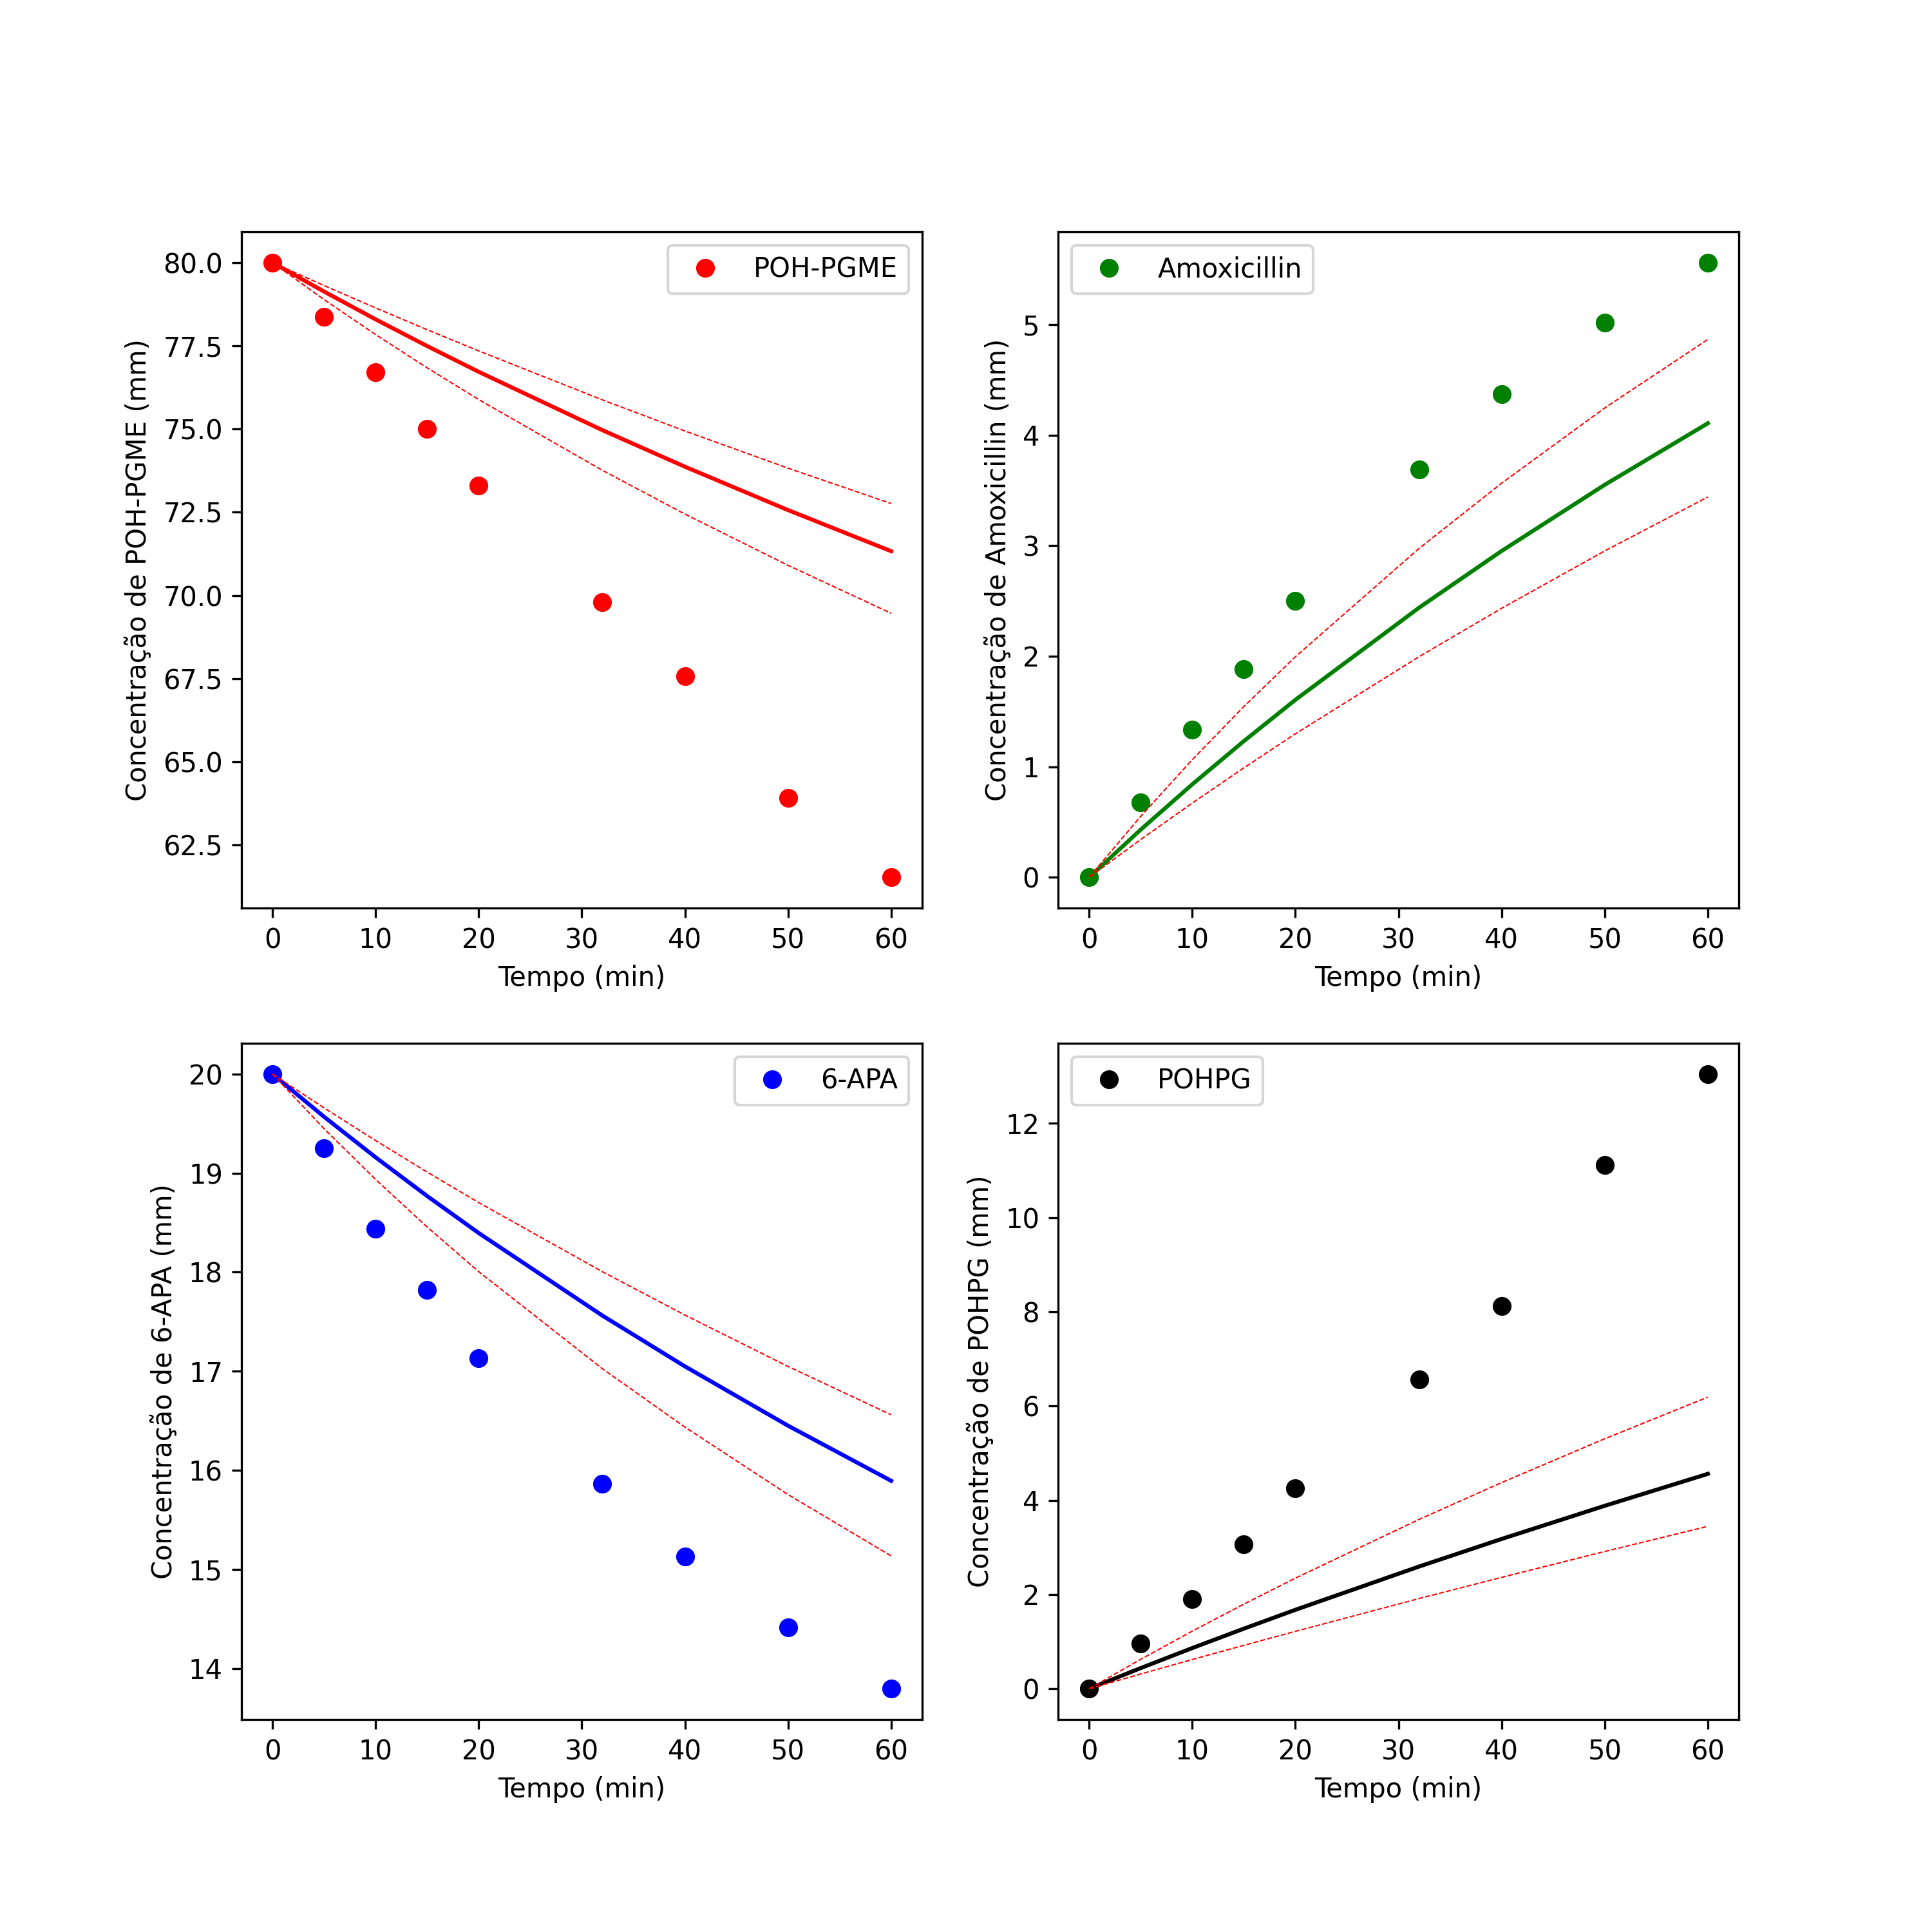 POH-PGME
Concentração de POH-PGME (mm)
80.0
77.5
75.0
72.5
70.0
67.5
65.0
62.5
0 10 20 30 40 50 60
Tempo (min)
Amoxicillin
Concentração de Amoxicillin (mm)
5
4
3
2
1
0
0 10 20 30 40 50 60
Tempo (min)
6-APA
Concentração de 6-APA (mm)
20
19
18
17
16
15
14
0 10 20 30 40 50 60
Tempo (min)
POHPG
Concentração de POHPG (mm)
12
10
8
6
4
2
0
0 10 20 30 40 50 60
Tempo (min)